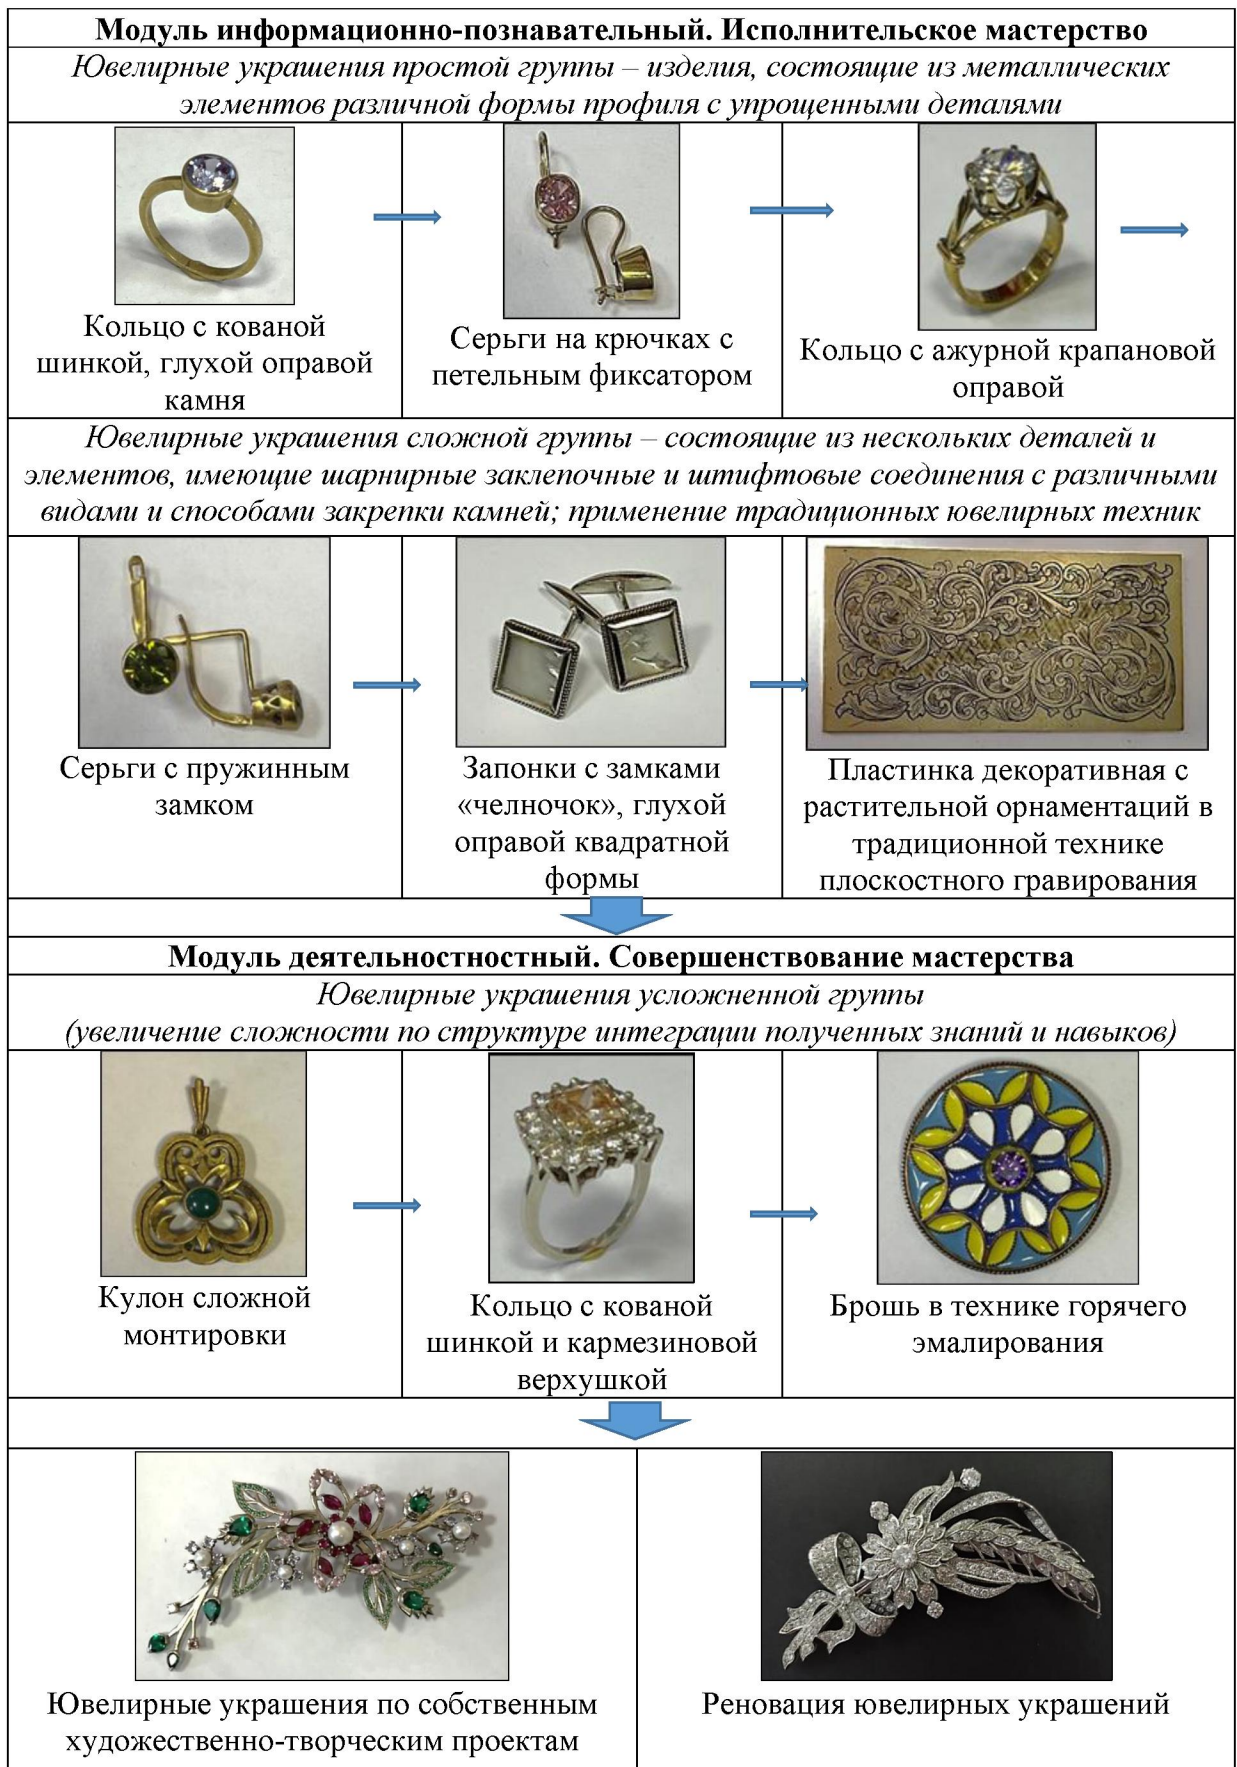 Модуль информационно-познавательный. Исполнительское мастерство
Ювелирные украшения простой группы – изделия, состоящие из металлических
элементов различной формы профиля с упрощенными деталями
Кольцо с кованой
шинкой, глухой оправой
камня
Серьги на крючках с
петельным фиксатором
Кольцо с ажурной крапановой
оправой
Ювелирные украшения сложной группы – состоящие из нескольких деталей и
элементов, имеющие шарнирные заклепочные и штифтовые соединения с различными
видами и способами закрепки камней; применение традиционных ювелирных техник
Серьги с пружинным
замком
Запонки с замками
«челночок», глухой
оправой квадратной
формы
Пластинка декоративная с
растительной орнаментаций в
традиционной технике
плоскостного гравирования
Модуль деятельностностный. Совершенствование мастерства
Ювелирные украшения усложненной группы
(увеличение сложности по структуре интеграции полученных знаний и навыков)
Кулон сложной
монтировки
Кольцо с кованой
шинкой и кармезиновой
верхушкой
Брошь в технике горячего
эмалирования
Ювелирные украшения по собственным
художественно-творческим проектам
Реновация ювелирных украшений